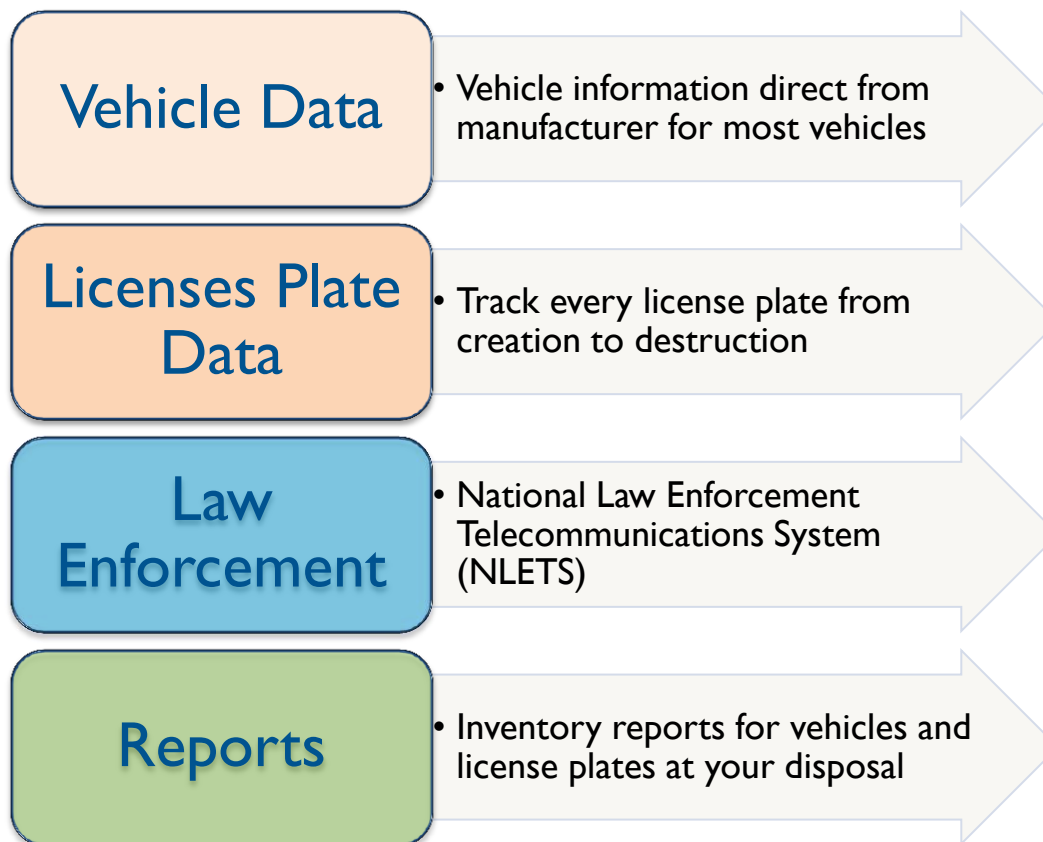 Vehicle Data
• Vehicle information direct from
manufacturer for most vehicles
Licenses Plate
Data
• Track every license plate from
creation to destruction
Law
Enforcement
• National Law Enforcement
Telecommunications System
(NLETS)
Reports
• Inventory reports for vehicles and
license plates at your disposal